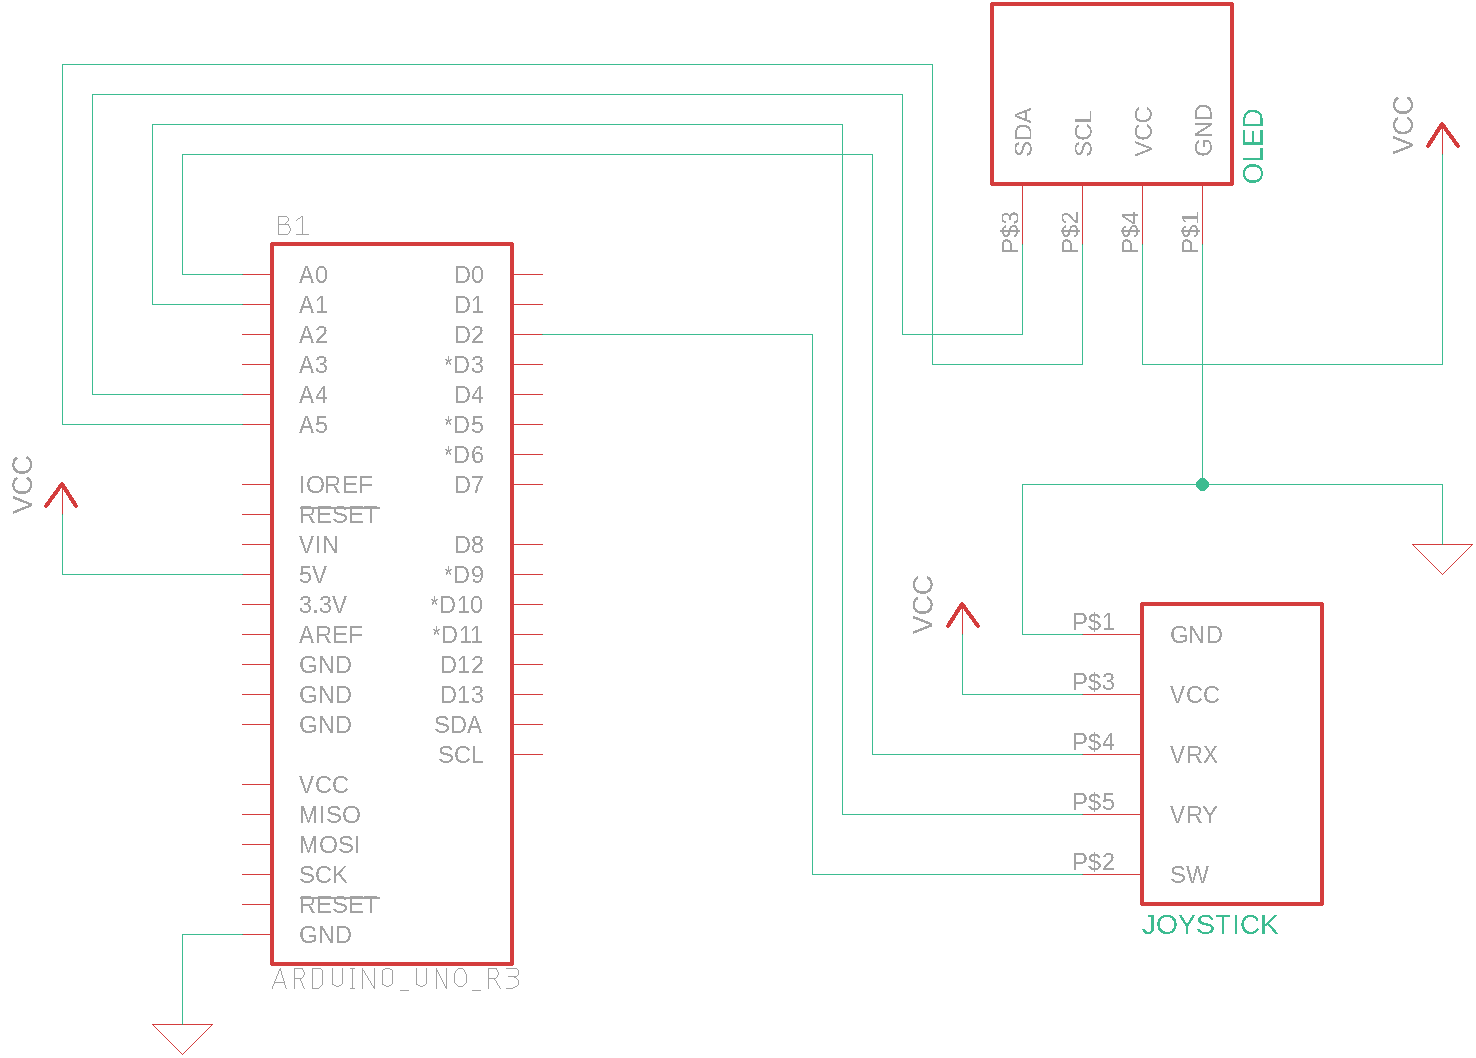 SDA
SCL
VCC
GND
OLED
P$3
P$2
P$4
P$1
VCC
B1
A0 D0
A1 D1
A2 D2
A3 *D3
A4 D4
A5 *D5
*D6
IOREF D7
RESET
VIN D8
5V *D9
3.3V *D10
AREF *D11
GND D12
GND D13
GND SDA
SCL
VCC
MISO
MOSI
SCK
RESET
GND
ARDUINO_UNO_R3
VCC
VCC
P$1 GND
P$3 VCC
P$4 VRX
P$5 VRY
P$2 SW
JOYSTICK